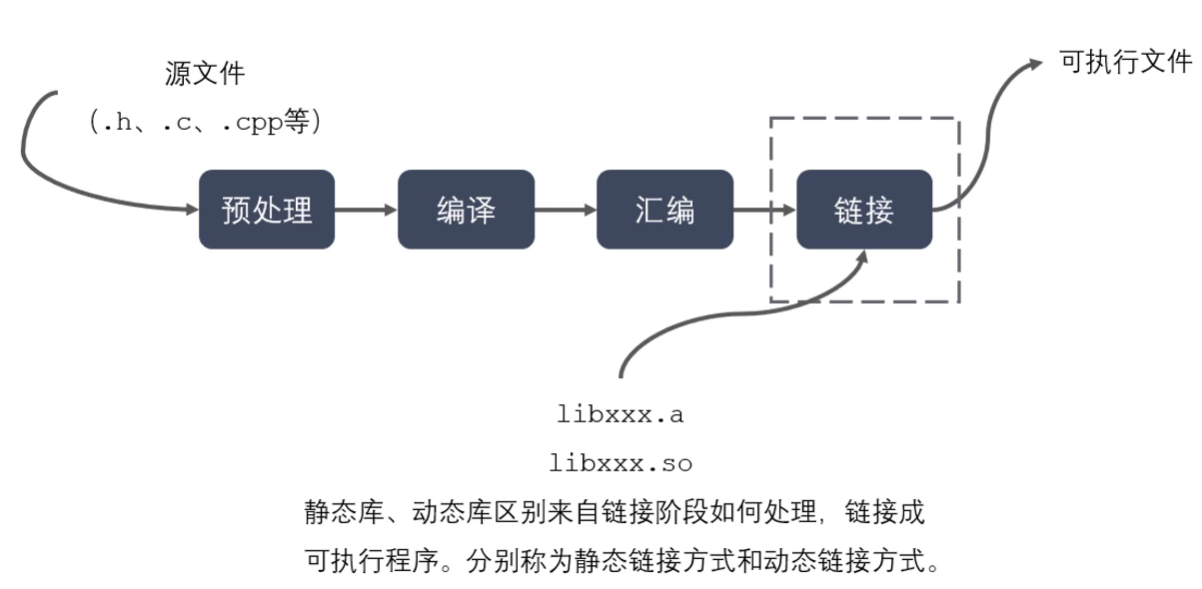 可执行文件
源文件
（.h、.c、.cpp等）
预处理
编译
汇编
链接
libxxx.a
libxxx.so
静态库、动态库区别来自链接阶段如何处理，链接成
可执行程序。分别称为静态链接方式和动态链接方式。